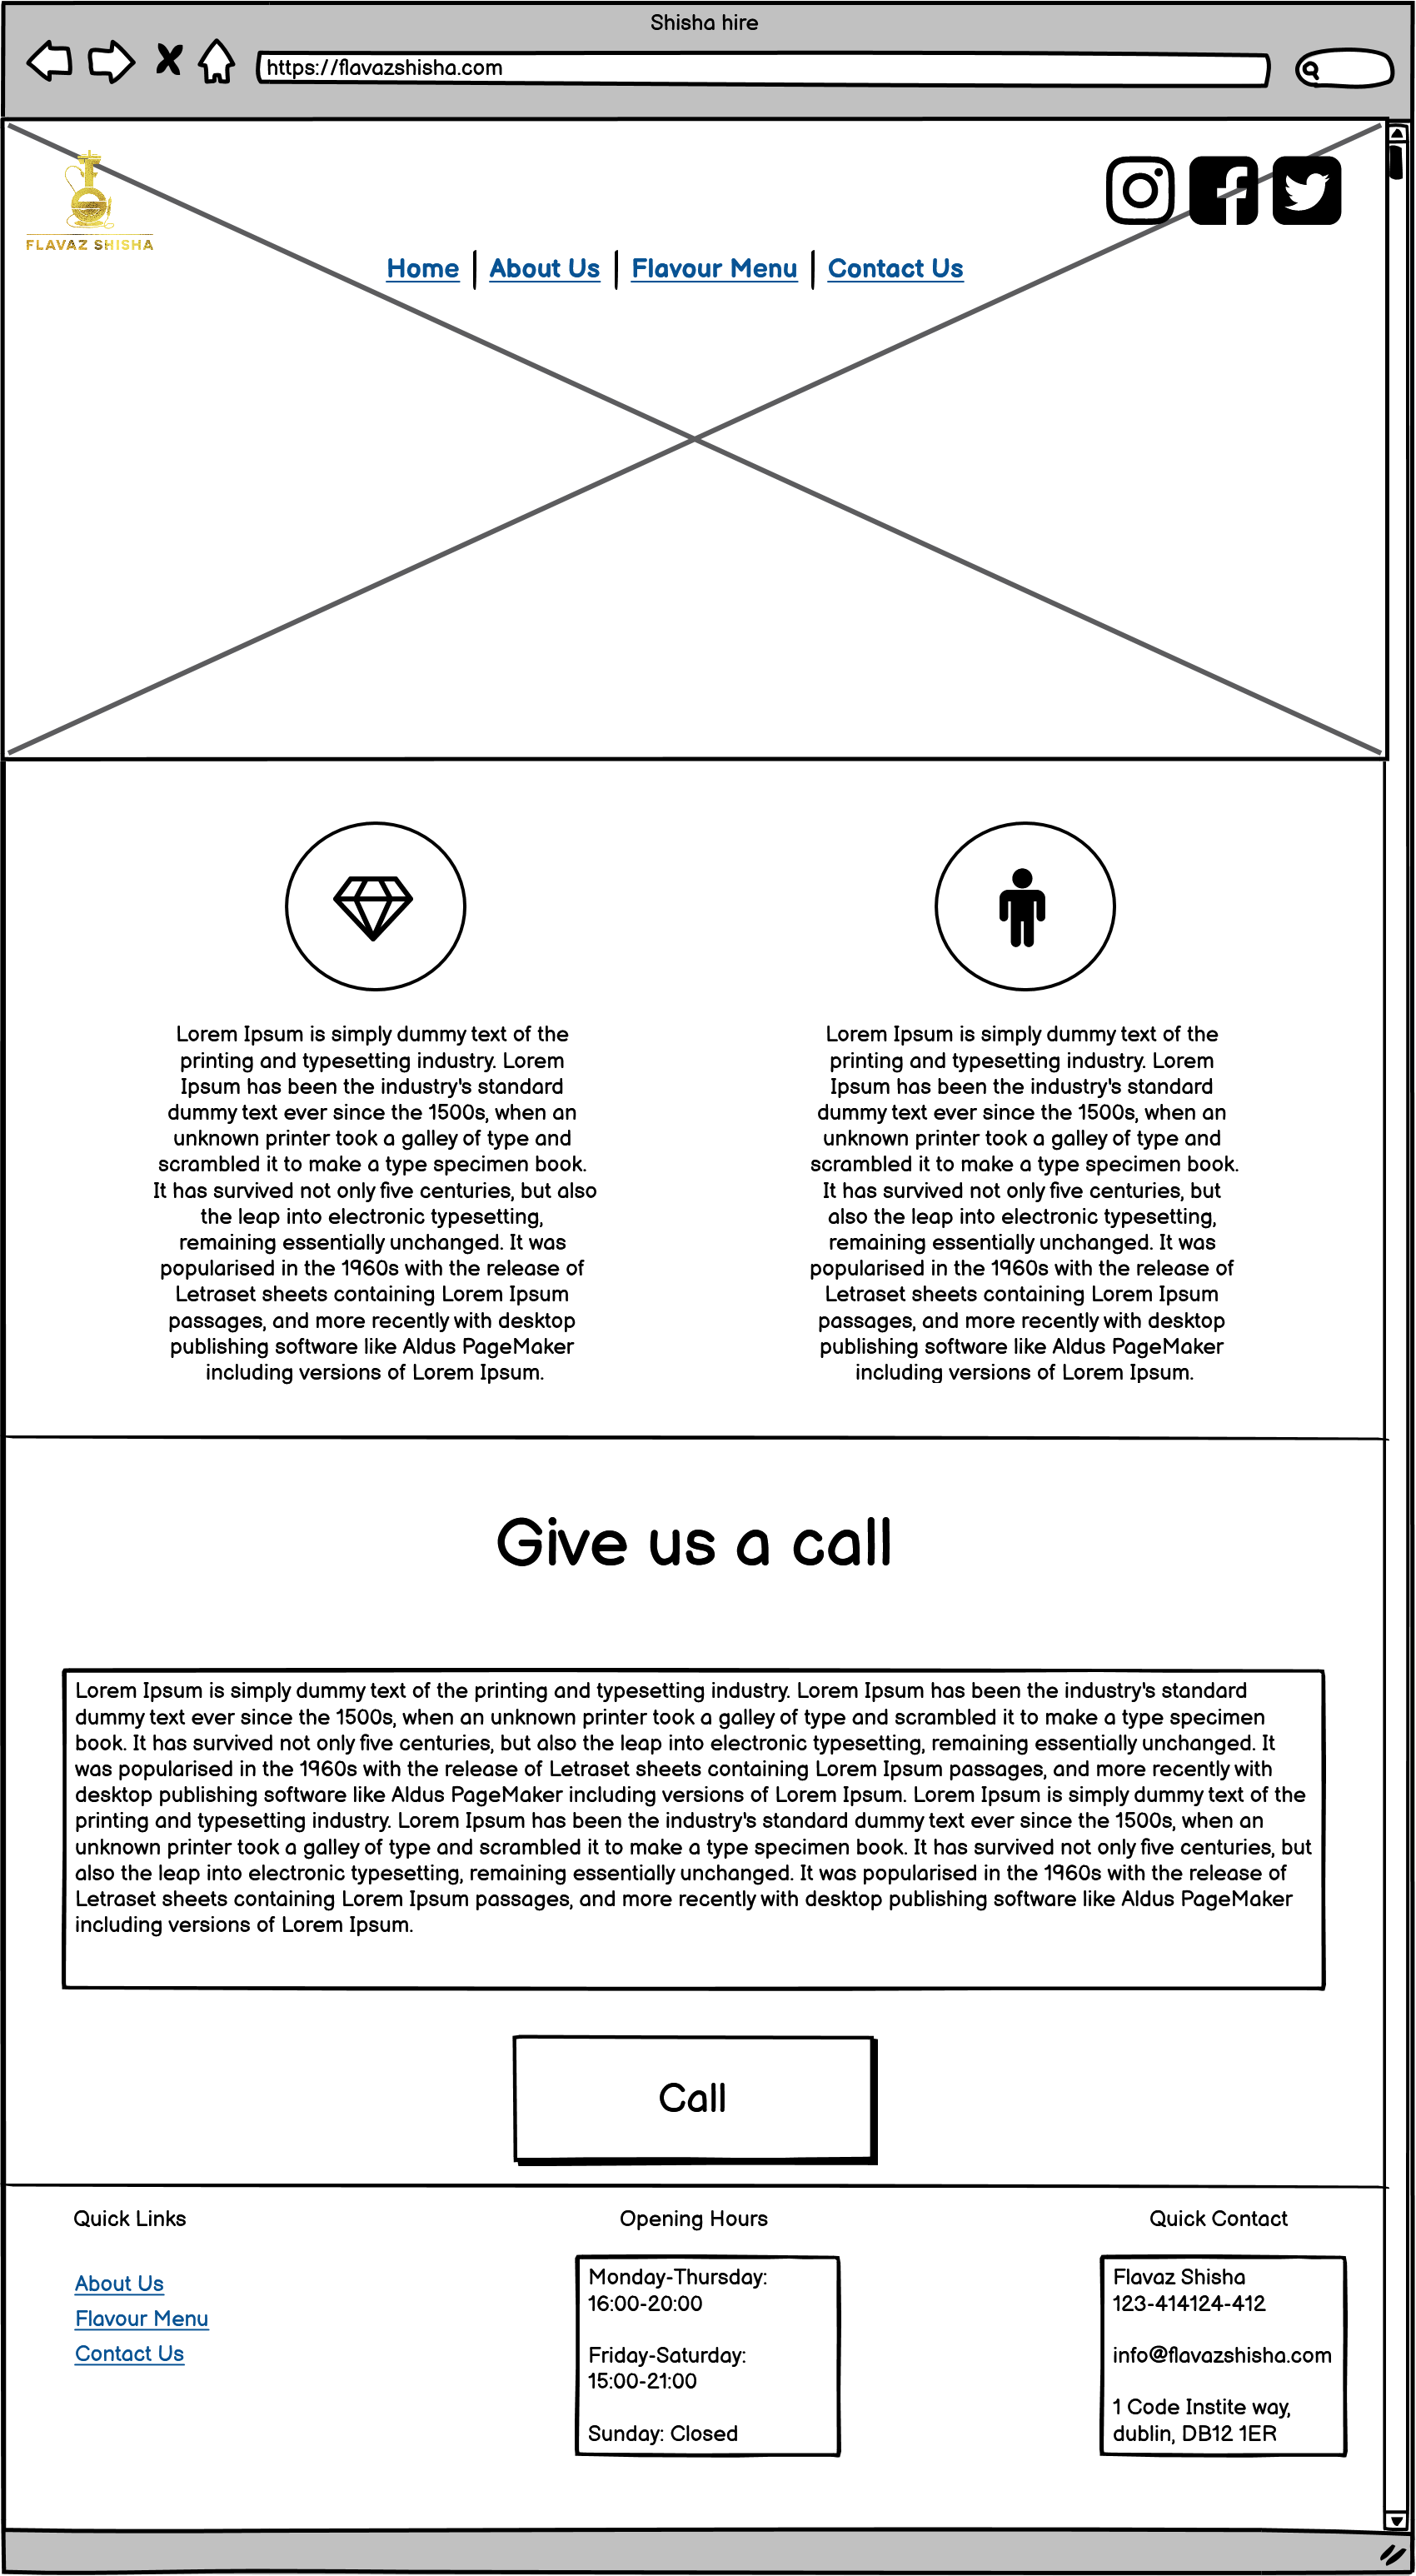 Shisha hire
https://flavazshisha.com
FLAVAZ SHISHA
Home | About Us | Flavour Menu | Contact Us
Lorem Ipsum is simply dummy text of the
printing and typesetting industry. Lorem
Ipsum has been the industry's standard
dummy text ever since the 1500s, when an
unknown printer took a galley of type and
scrambled it to make a type specimen book.
It has survived not only five centuries, but also
the leap into electronic typesetting,
remaining essentially unchanged. It was
popularised in the 1960s with the release of
Letraset sheets containing Lorem Ipsum
passages, and more recently with desktop
publishing software like Aldus PageMaker
including versions of Lorem Ipsum.
Lorem Ipsum is simply dummy text of the
printing and typesetting industry. Lorem
Ipsum has been the industry's standard
dummy text ever since the 1500s, when an
unknown printer took a galley of type and
scrambled it to make a type specimen book.
It has survived not only five centuries, but
also the leap into electronic typesetting,
remaining essentially unchanged. It was
popularised in the 1960s with the release of
Letraset sheets containing Lorem Ipsum
passages, and more recently with desktop
publishing software like Aldus PageMaker
including versions of Lorem Ipsum.
Give us a call
Lorem Ipsum is simply dummy text of the printing and typesetting industry. Lorem Ipsum has been the industry's standard
dummy text ever since the 1500s, when an unknown printer took a galley of type and scrambled it to make a type specimen
book. It has survived not only five centuries, but also the leap into electronic typesetting, remaining essentially unchanged. It
was popularised in the 1960s with the release of Letraset sheets containing Lorem Ipsum passages, and more recently with
desktop publishing software like Aldus PageMaker including versions of Lorem Ipsum. Lorem Ipsum is simply dummy text of the
printing and typesetting industry. Lorem Ipsum has been the industry's standard dummy text ever since the 1500s, when an
unknown printer took a galley of type and scrambled it to make a type specimen book. It has survived not only five centuries, but
also the leap into electronic typesetting, remaining essentially unchanged. It was popularised in the 1960s with the release of
Letraset sheets containing Lorem Ipsum passages, and more recently with desktop publishing software like Aldus PageMaker
including versions of Lorem Ipsum.
Call
Quick Links
About Us
Flavour Menu
Contact Us
Opening Hours
Monday-Thursday:
16:00-20:00
Friday-Saturday:
15:00-21:00
Sunday: Closed
Quick Contact
Flavaz Shisha
123-414124-412
info@flavazshisha.com
1 Code Instite way,
dublin, DB12 1ER